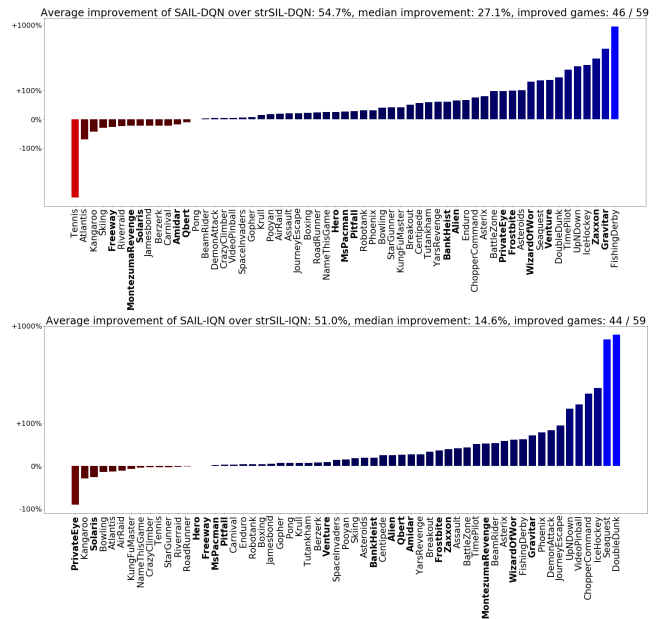 Average improvement of SAIL-DQN over strSIL-DQN: 54.7%, median improvement: 27.1%, improved games: 46 / 59
+1000%
+100%
0%
-100%
Tennis
Atlantis
Kangaroo
Skiing
Freeway
Riverraid
MontezumaRevenge
Solaris
Jamesbond
Berzerk
Carnival
Amidar
Qbert
Pong
BeamRider
DemonAttack
CrazyClimber
VideoPinball
SpaceInvaders
Gopher
Krull
Pooyan
AirRaid
Assault
JourneyEscape
Boxing
RoadRunner
NameThisGame
Hero
MsPacman
Pitfall
Robotank
Phoenix
Bowling
StarGunner
KungFuMaster
Breakout
Centipede
Tutankham
YarsRevenge
BankHeist
Alien
Enduro
ChopperCommand
Asterix
BattleZone
PrivateEye
Frostbite
Asteroids
WizardOfWor
Seaquest
Venture
DoubleDunk
TimePilot
UpNDown
IceHockey
Zaxxon
Gravitar
FishingDerby
Average improvement of SAIL-IQN over strSIL-IQN: 51.0%, median improvement: 14.6%, improved games: 44 / 59
+1000%
+100%
0%
-100%
PrivateEye
Kangaroo
Solaris
Bowling
Atlantis
AirRaid
KungFuMaster
NameThisGame
CrazyClimber
Tennis
StarGunner
Riverraid
RoadRunner
Hero
Freeway
MsPacman
Pitfall
Carnival
Enduro
Robotank
Boxing
Jamesbond
Gopher
Pong
Krull
Tutankham
Berzerk
Venture
SpaceInvaders
Pooyan
Skiing
Asteroids
BankHeist
Centipede
Alien
Qbert
Amidar
YarsRevenge
Breakout
Frostbite
Zaxxon
Assault
BattleZone
TimePilot
MontezumaRevenge
BeamRider
Asterix
WizardOfWor
FishingDerby
Gravitar
Phoenix
DemonAttack
JourneyEscape
UpNDown
VideoPinball
ChopperCommand
IceHockey
Seaquest
DoubleDunk